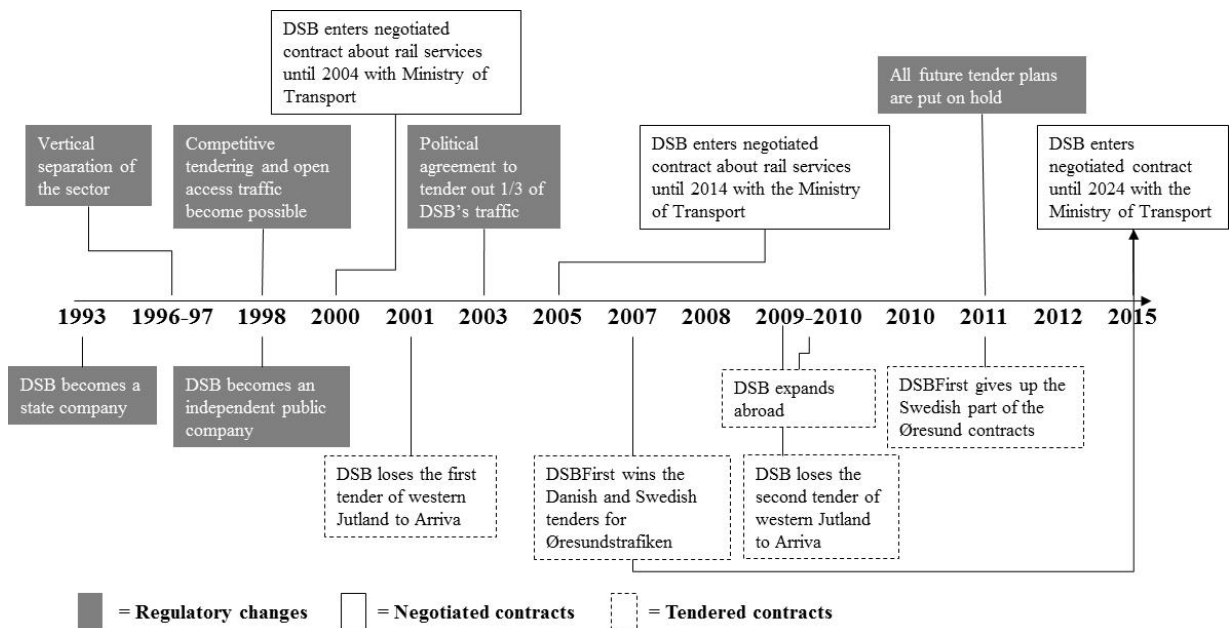 DSB enters negotiated
contract about rail services
until 2004 with Ministry of
Transport
All future tender plans
are put on hold
Vertical
separation of
the sector
Competitive
tendering and open
access traffic
become possible
Political
agreement to
tender out 1/3 of
DSB's traffic
DSB enters negotiated
contract about rail services
until 2014 with the Ministry
of Transport
DSB enters
negotiated contract
until 2024 with the
Ministry of Transport
1993 1996-97 1998 2000 2001 2003 2005 2007 2008 2009-2010 2010 2011 2012 2015
DSB becomes a
state company
DSB becomes an
independent public
company
DSB loses the first
tender of western
Jutland to Arriva
DSBFirst wins the
Danish and Swedish
tenders for
Øresundstrafiken
DSB expands
abroad
DSB loses the
second tender of
western Jutland
to Arriva
DSBFirst gives up the
Swedish part of the
Øresund contracts
= Regulatory changes
= Negotiated contracts
= Tendered contracts